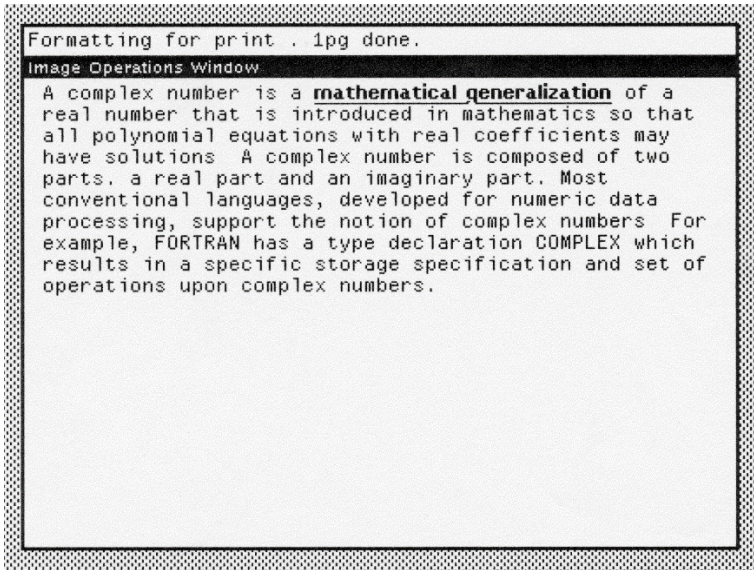 Formatting for print . 1pg done.
Image Operations Window
A complex number is a mathematical generalization of a
real number that is introduced in mathematics so that
all polynomial equations with real coefficients may
have solutions  A complex number is composed of two
parts. a real part and an imaginary part. Most
conventional languages, developed for numeric data
processing, support the notion of complex numbers  For
example, FORTRAN has a type declaration COMPLEX which
results in a specific storage specification and set of
operations upon complex numbers.